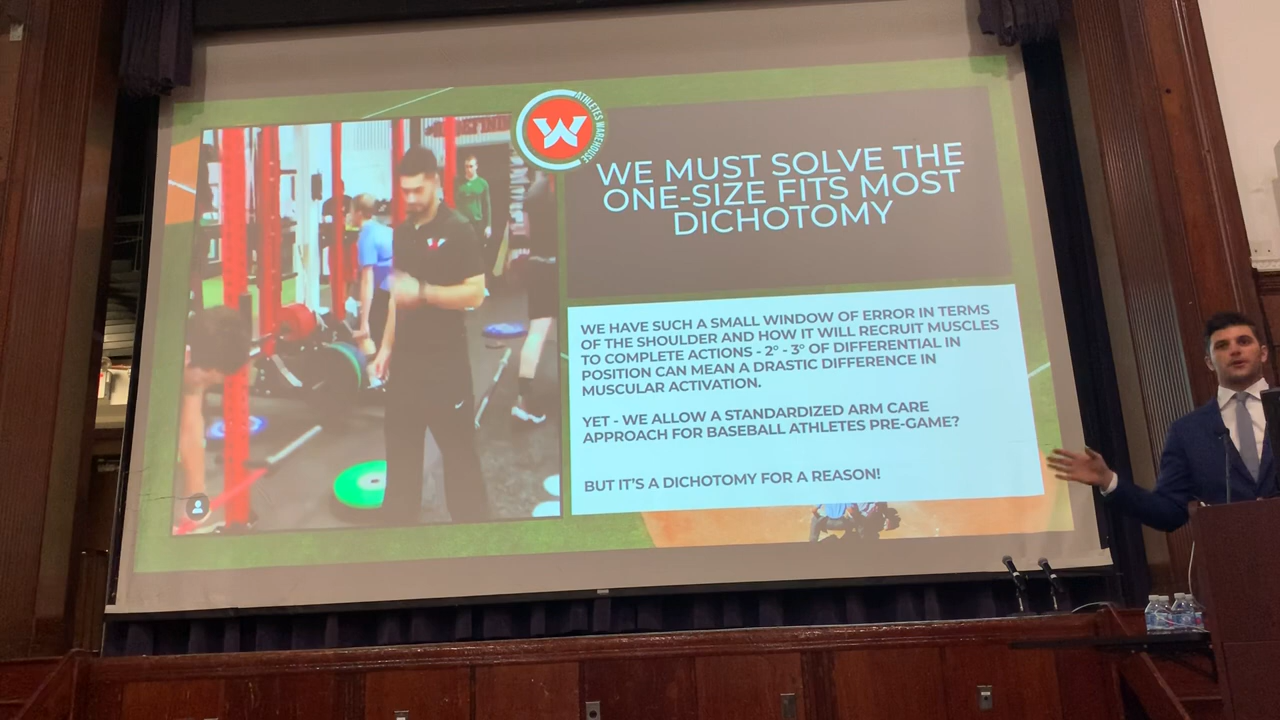 ATHLETES WAREHOUSE
W
WE MUST SOLVE THE
ONE-SIZE FITS MOST
DICHOTOMY
WE HAVE SUCH A SMALL WINDOW OF ERROR IN TERMS
OF THE SHOULDER AND HOW IT WILL RECRUIT MUSCLES
TO COMPLETE ACTIONS - 2° - 3° OF DIFFERENTIAL IN
POSITION CAN MEAN A DRASTIC DIFFERENCE IN
MUSCULAR ACTIVATION.
YET - WE ALLOW A STANDARDIZED ARM CARE
APPROACH FOR BASEBALL ATHLETES PRE-GAME?
BUT IT'S A DICHOTOMY FOR A REASON!